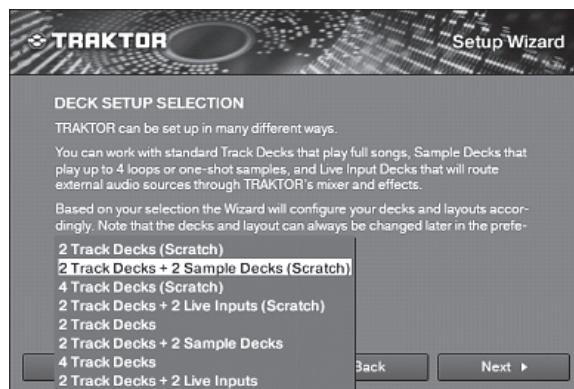 TRAKTOR
Setup Wizard
DECK SETUP SELECTION
TRAKTOR can be set up in many different ways.
You can work with standard Track Decks that play full songs, Sample Decks that
play up to 4 loops or one-shot samples, and Live Input Decks that will route
external audio sources through TRAKTOR's mixer and effects.
Based on your selection the Wizard will configure your decks and layouts accor-
dingly. Note that the decks and layout can always be changed later in the prefe-
2 Track Decks (Scratch)
2 Track Decks + 2 Sample Decks (Scratch)
4 Track Decks (Scratch)
2 Track Decks + 2 Live Inputs (Scratch)
2 Track Decks
2 Track Decks + 2 Sample Decks
4 Track Decks
2 Track Decks + 2 Live Inputs
Back
Next